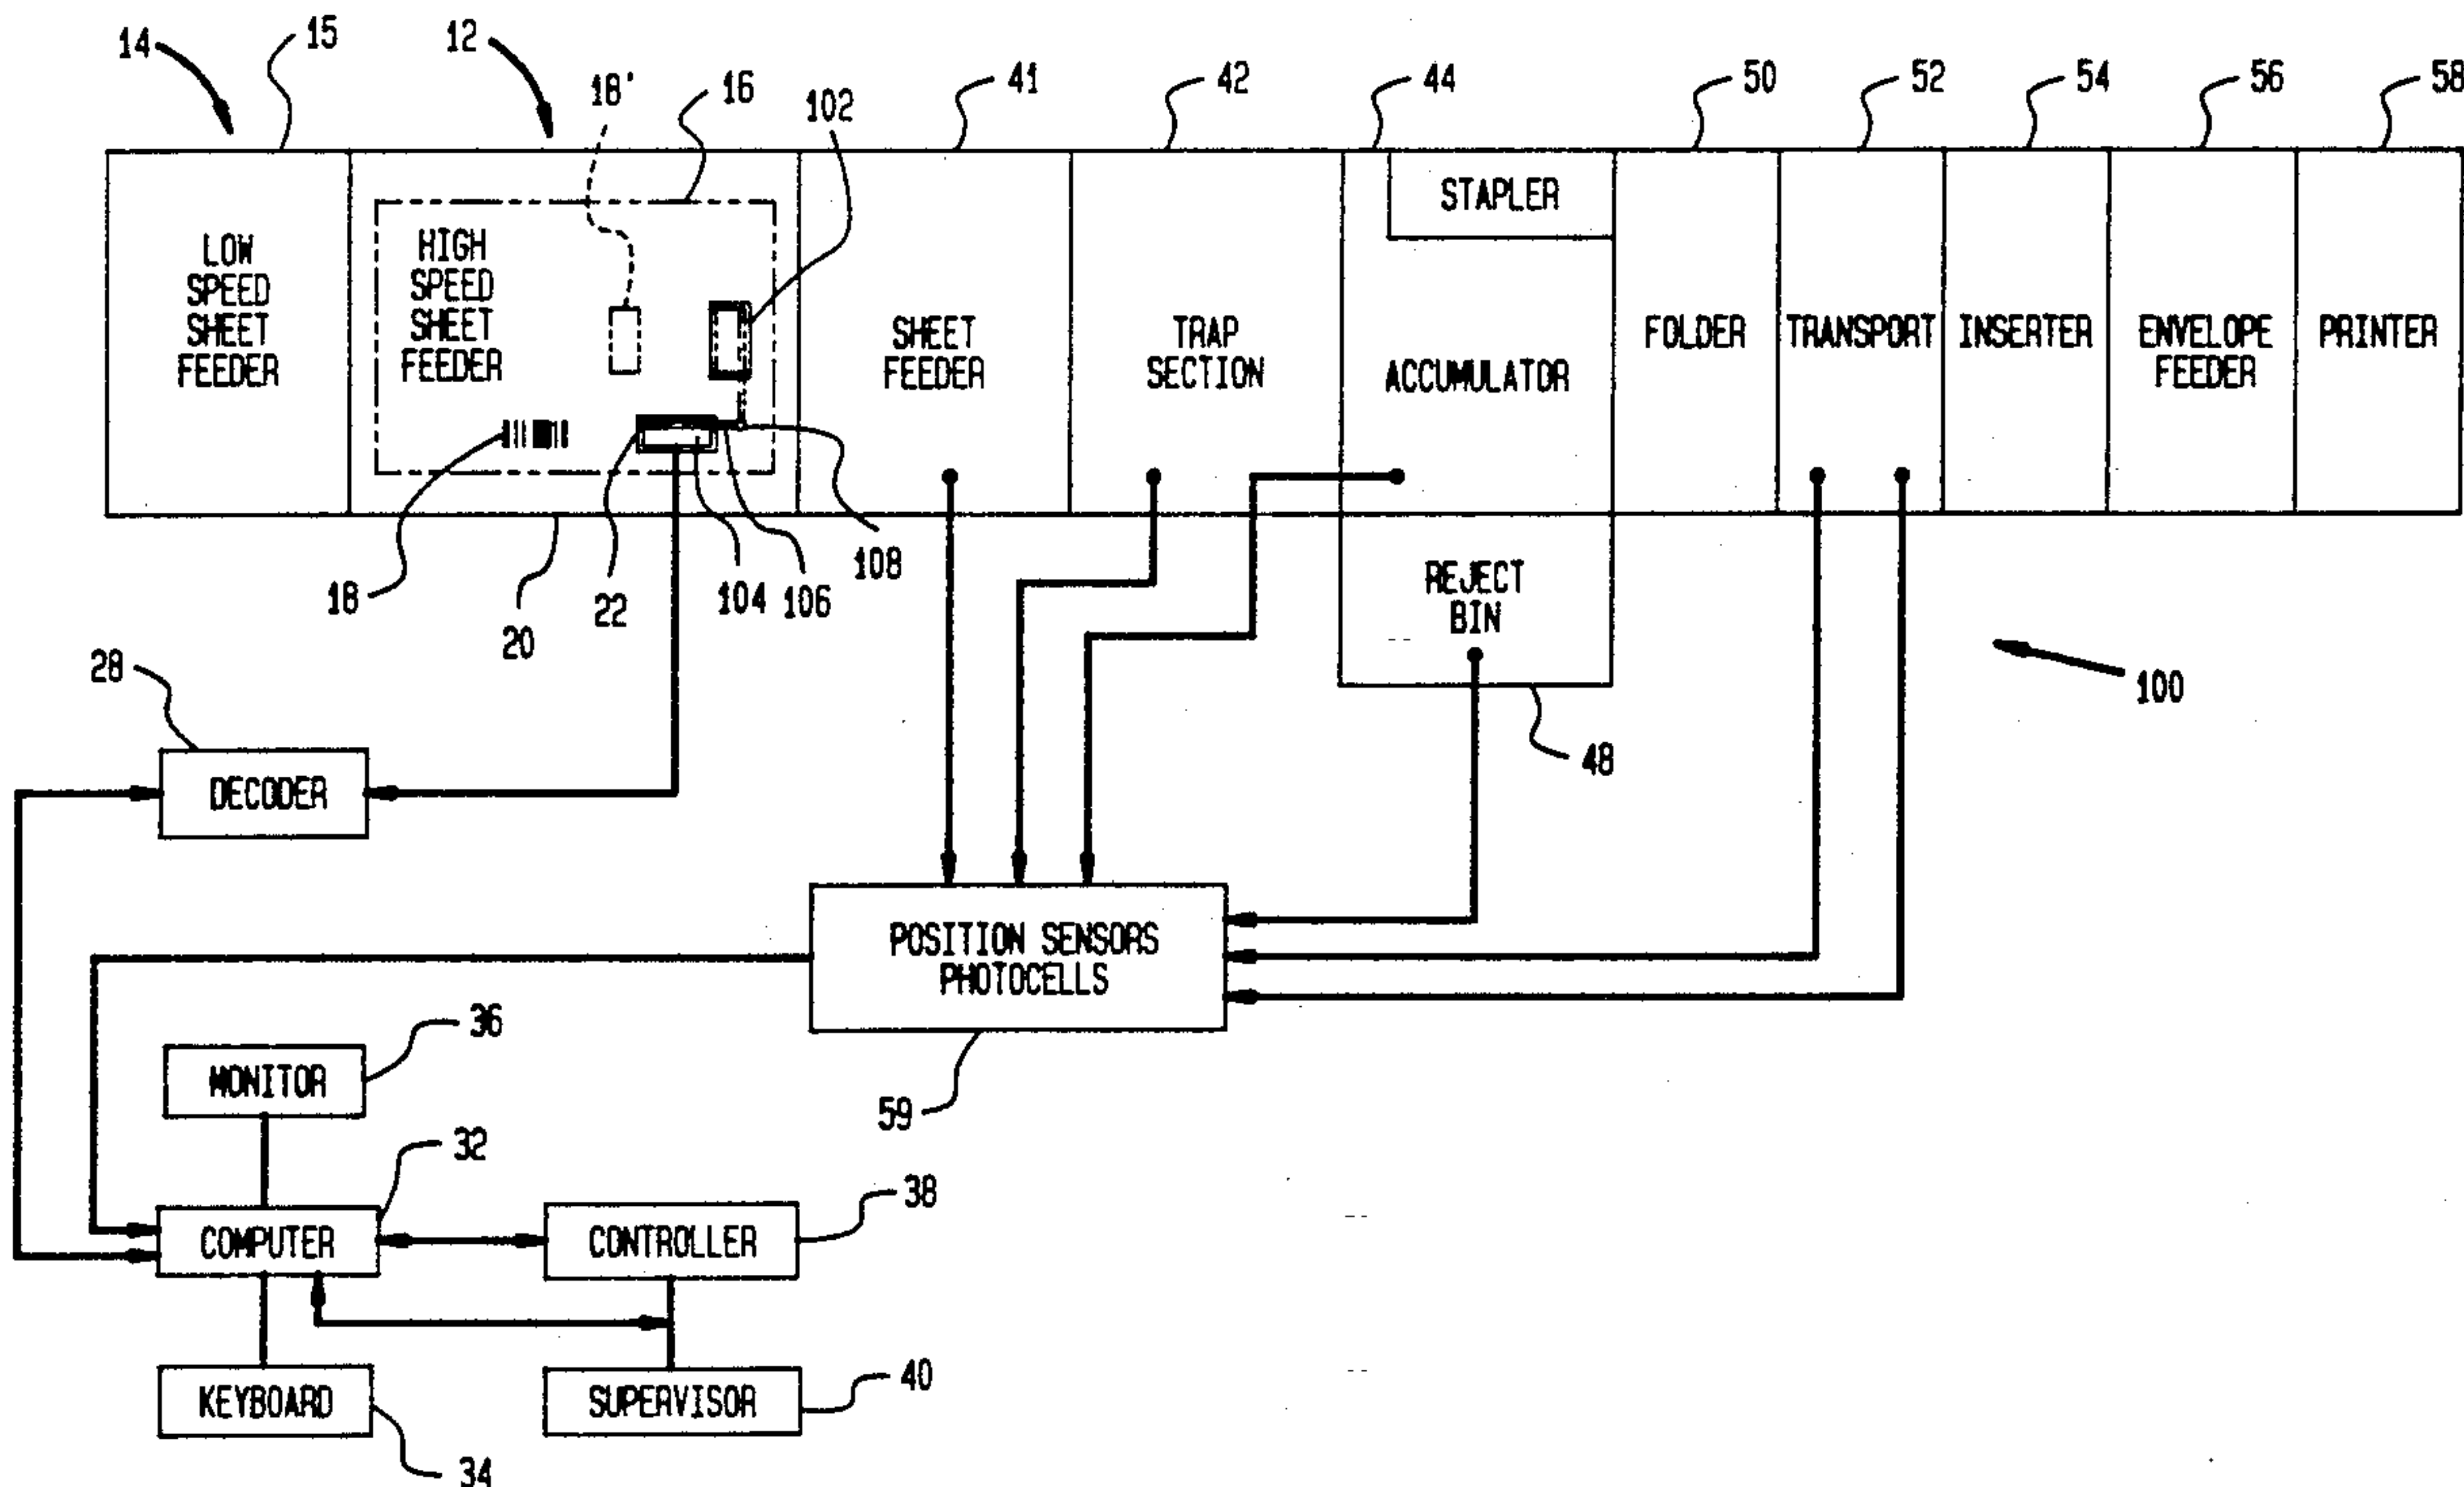 14
15
12
18'
16
102
41
42
44
50
52
54
56
58
LOW
SPEED
SHEET
FEEDER
HIGH
SPEED
SHEET
FEEDER
SHEET
FEEDER
TRAP
SECTION
STAPLER
ACCUMULATOR
FOLDER
TRANSPORT
INSERTER
ENVELOPE
FEEDER
PRINTER
18
20
22
104
106
108
REJECT
BIN
48
100
28
DECODER
POSITION SENSORS
PHOTOCELLS
59
36
MONITOR
32
COMPUTER
38
CONTROLLER
KEYBOARD
34
SUPERVISOR
40